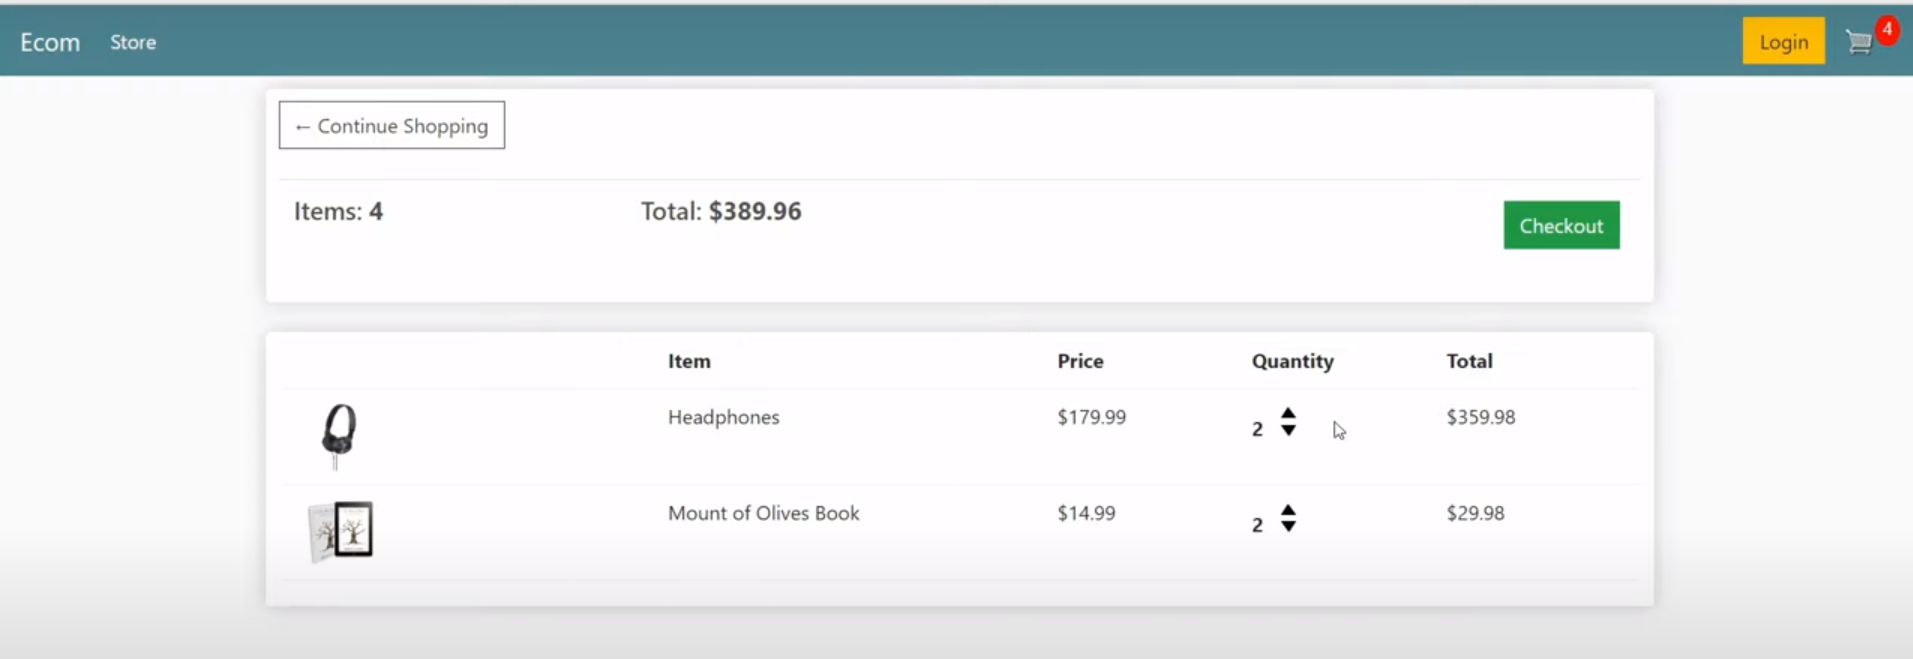 Ecom Store Login 4
← Continue Shopping
Items: 4 Total: $389.96
Checkout
Item Price Quantity Total
Headphones $179.99 2 $359.98
Mount of Olives Book $14.99 2 $29.98